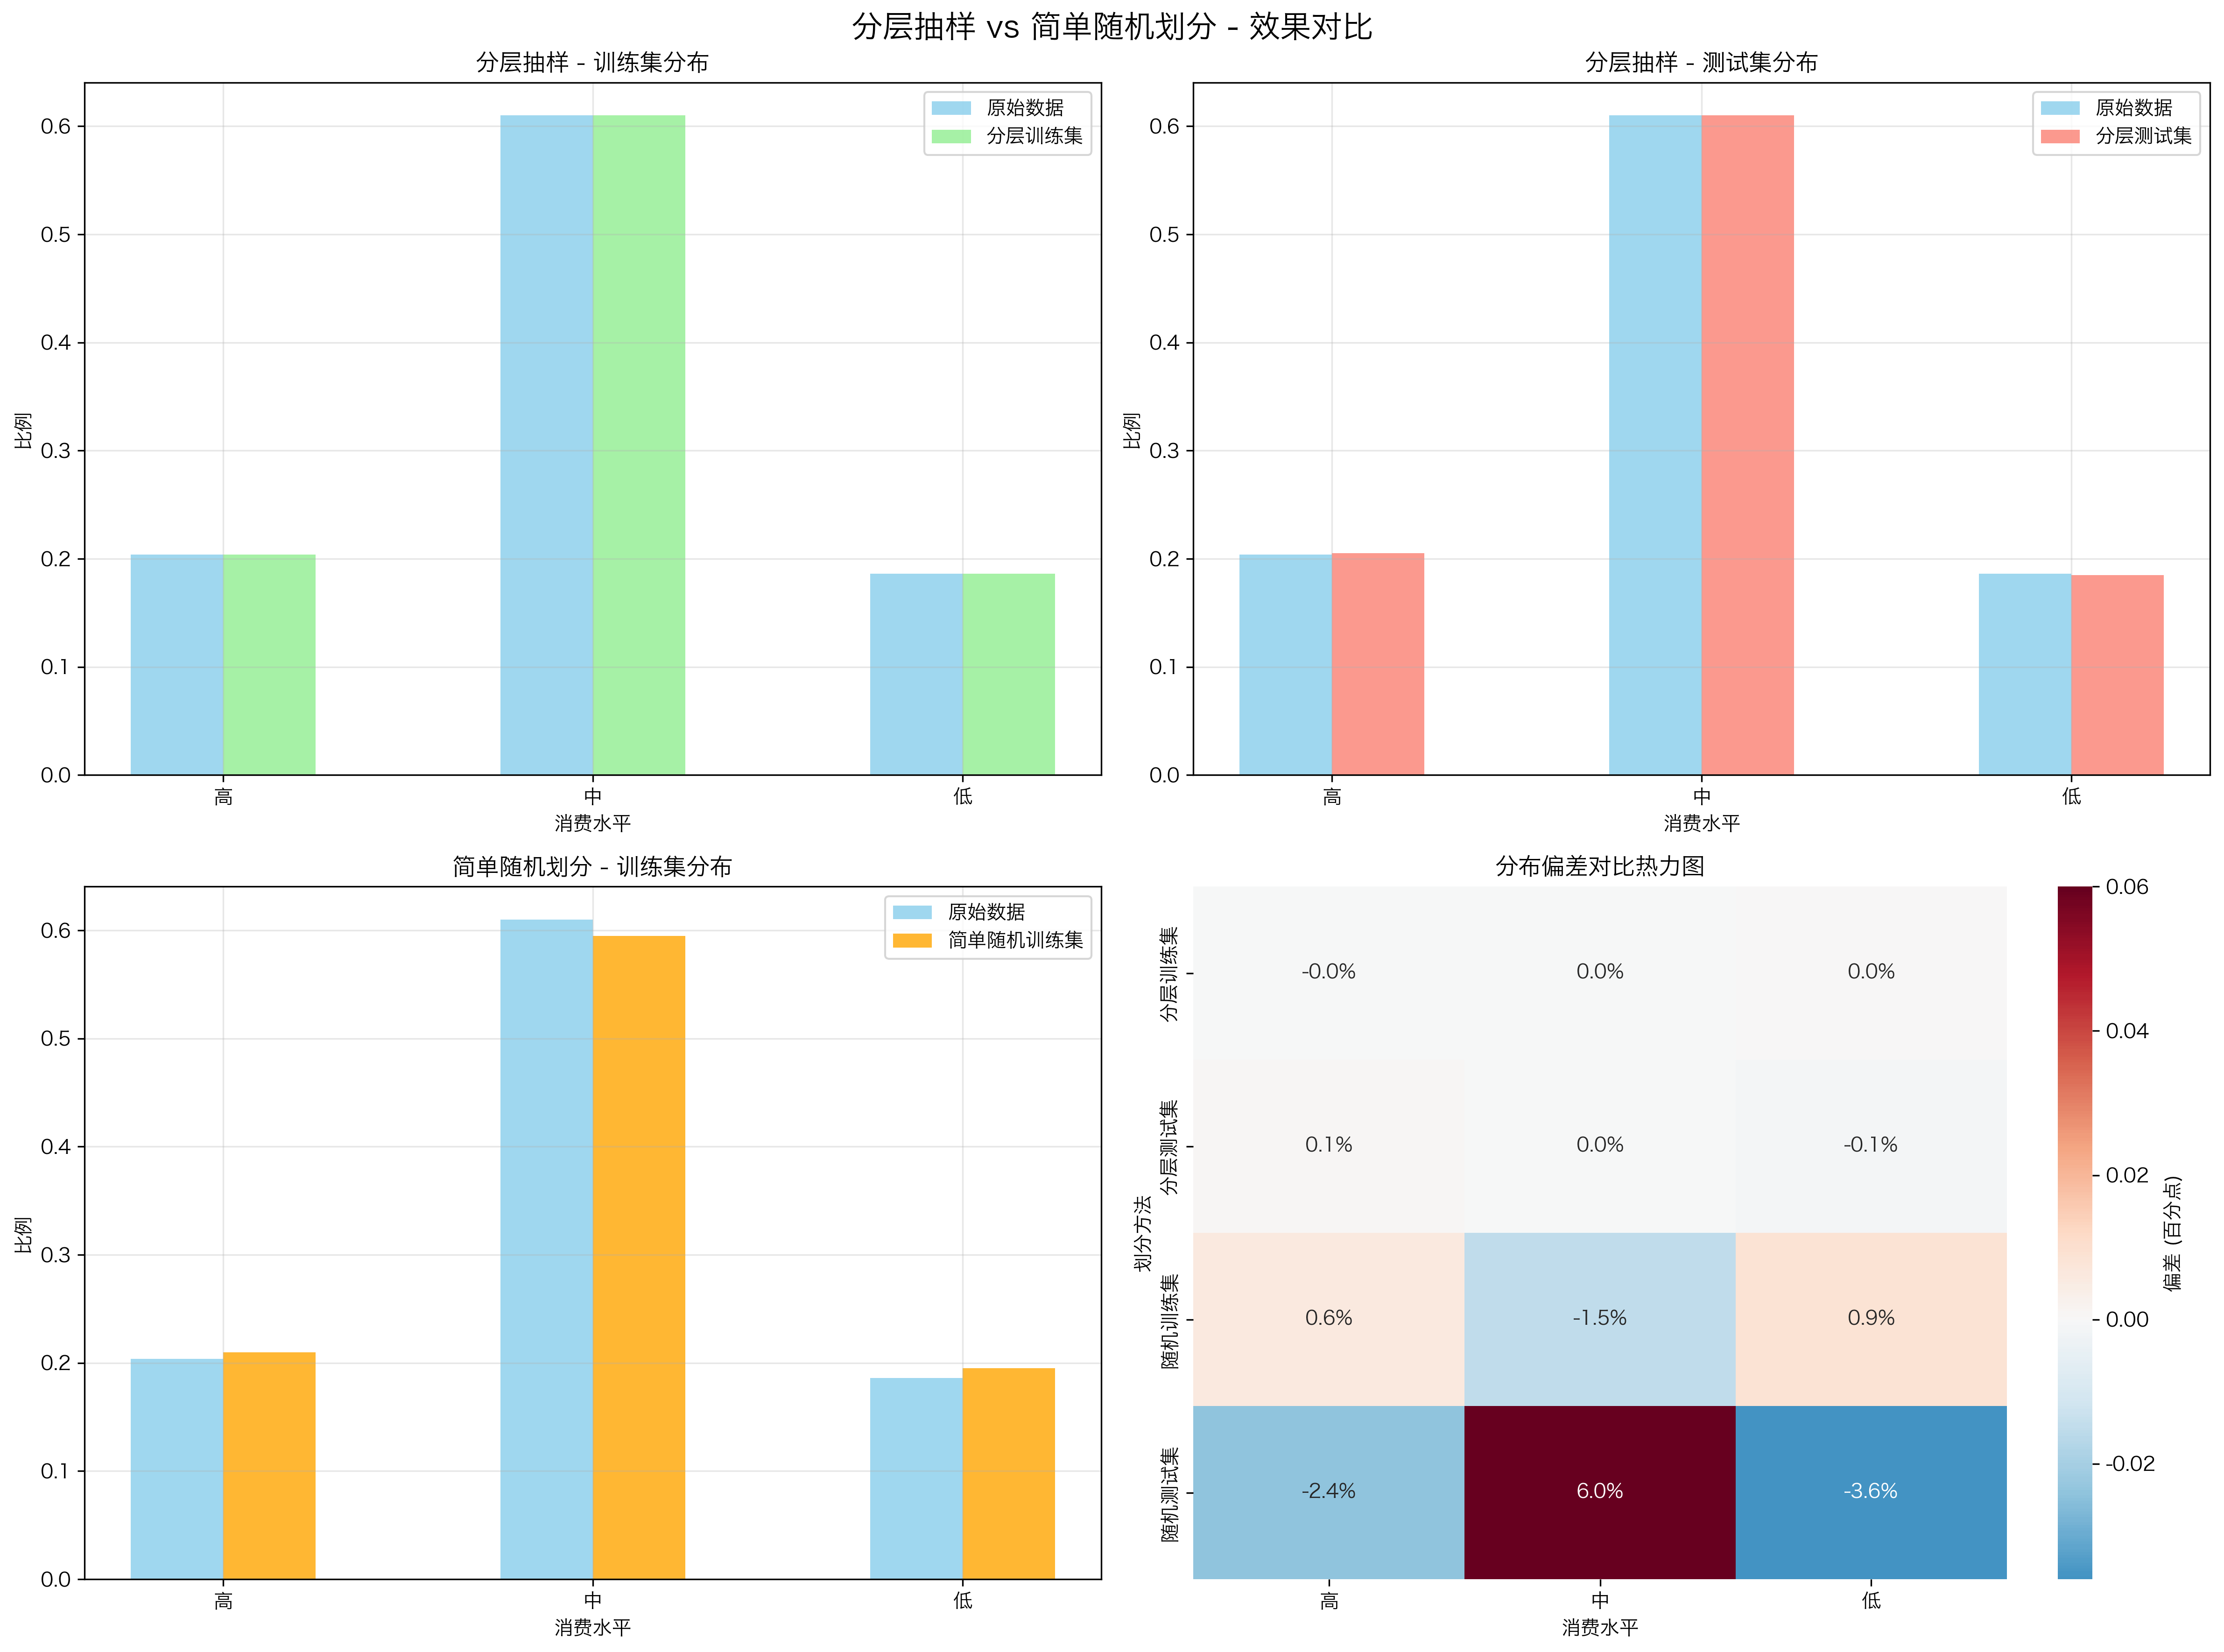 分层抽样 vs 简单随机划分 - 效果对比
分层抽样 - 训练集分布
原始数据
分层训练集
0.6
0.5
0.4
0.3
0.2
0.1
0.0
比例
高
中
低
消费水平
分层抽样 - 测试集分布
原始数据
分层测试集
0.6
0.5
0.4
0.3
0.2
0.1
0.0
比例
高
中
低
消费水平
简单随机划分 - 训练集分布
原始数据
简单随机训练集
0.6
0.5
0.4
0.3
0.2
0.1
0.0
比例
高
中
低
消费水平
分布偏差对比热力图
划分方法
分层训练集
-0.0% 0.0% 0.0%
分层测试集
0.1% 0.0% -0.1%
随机训练集
0.6% -1.5% 0.9%
随机测试集
-2.4% 6.0% -3.6%
高
中
低
消费水平
0.06
0.04
0.02
0.00
-0.02
偏差 (百分点)